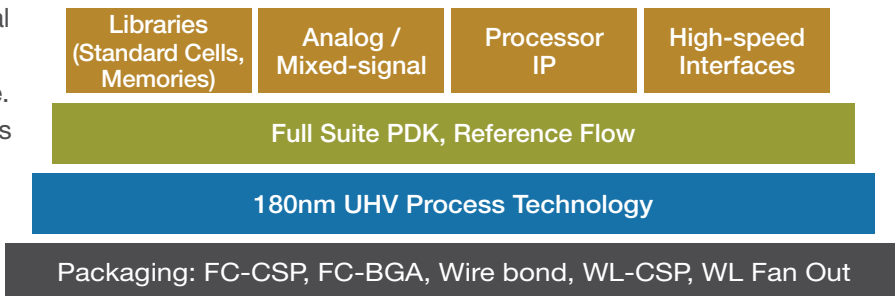 al
e.
s
Libraries
(Standard Cells,
Memories)
Analog /
Mixed-signal
Processor
IP
High-speed
Interfaces
Full Suite PDK, Reference Flow
180nm UHV Process Technology
Packaging: FC-CSP, FC-BGA, Wire bond, WL-CSP, WL Fan Out